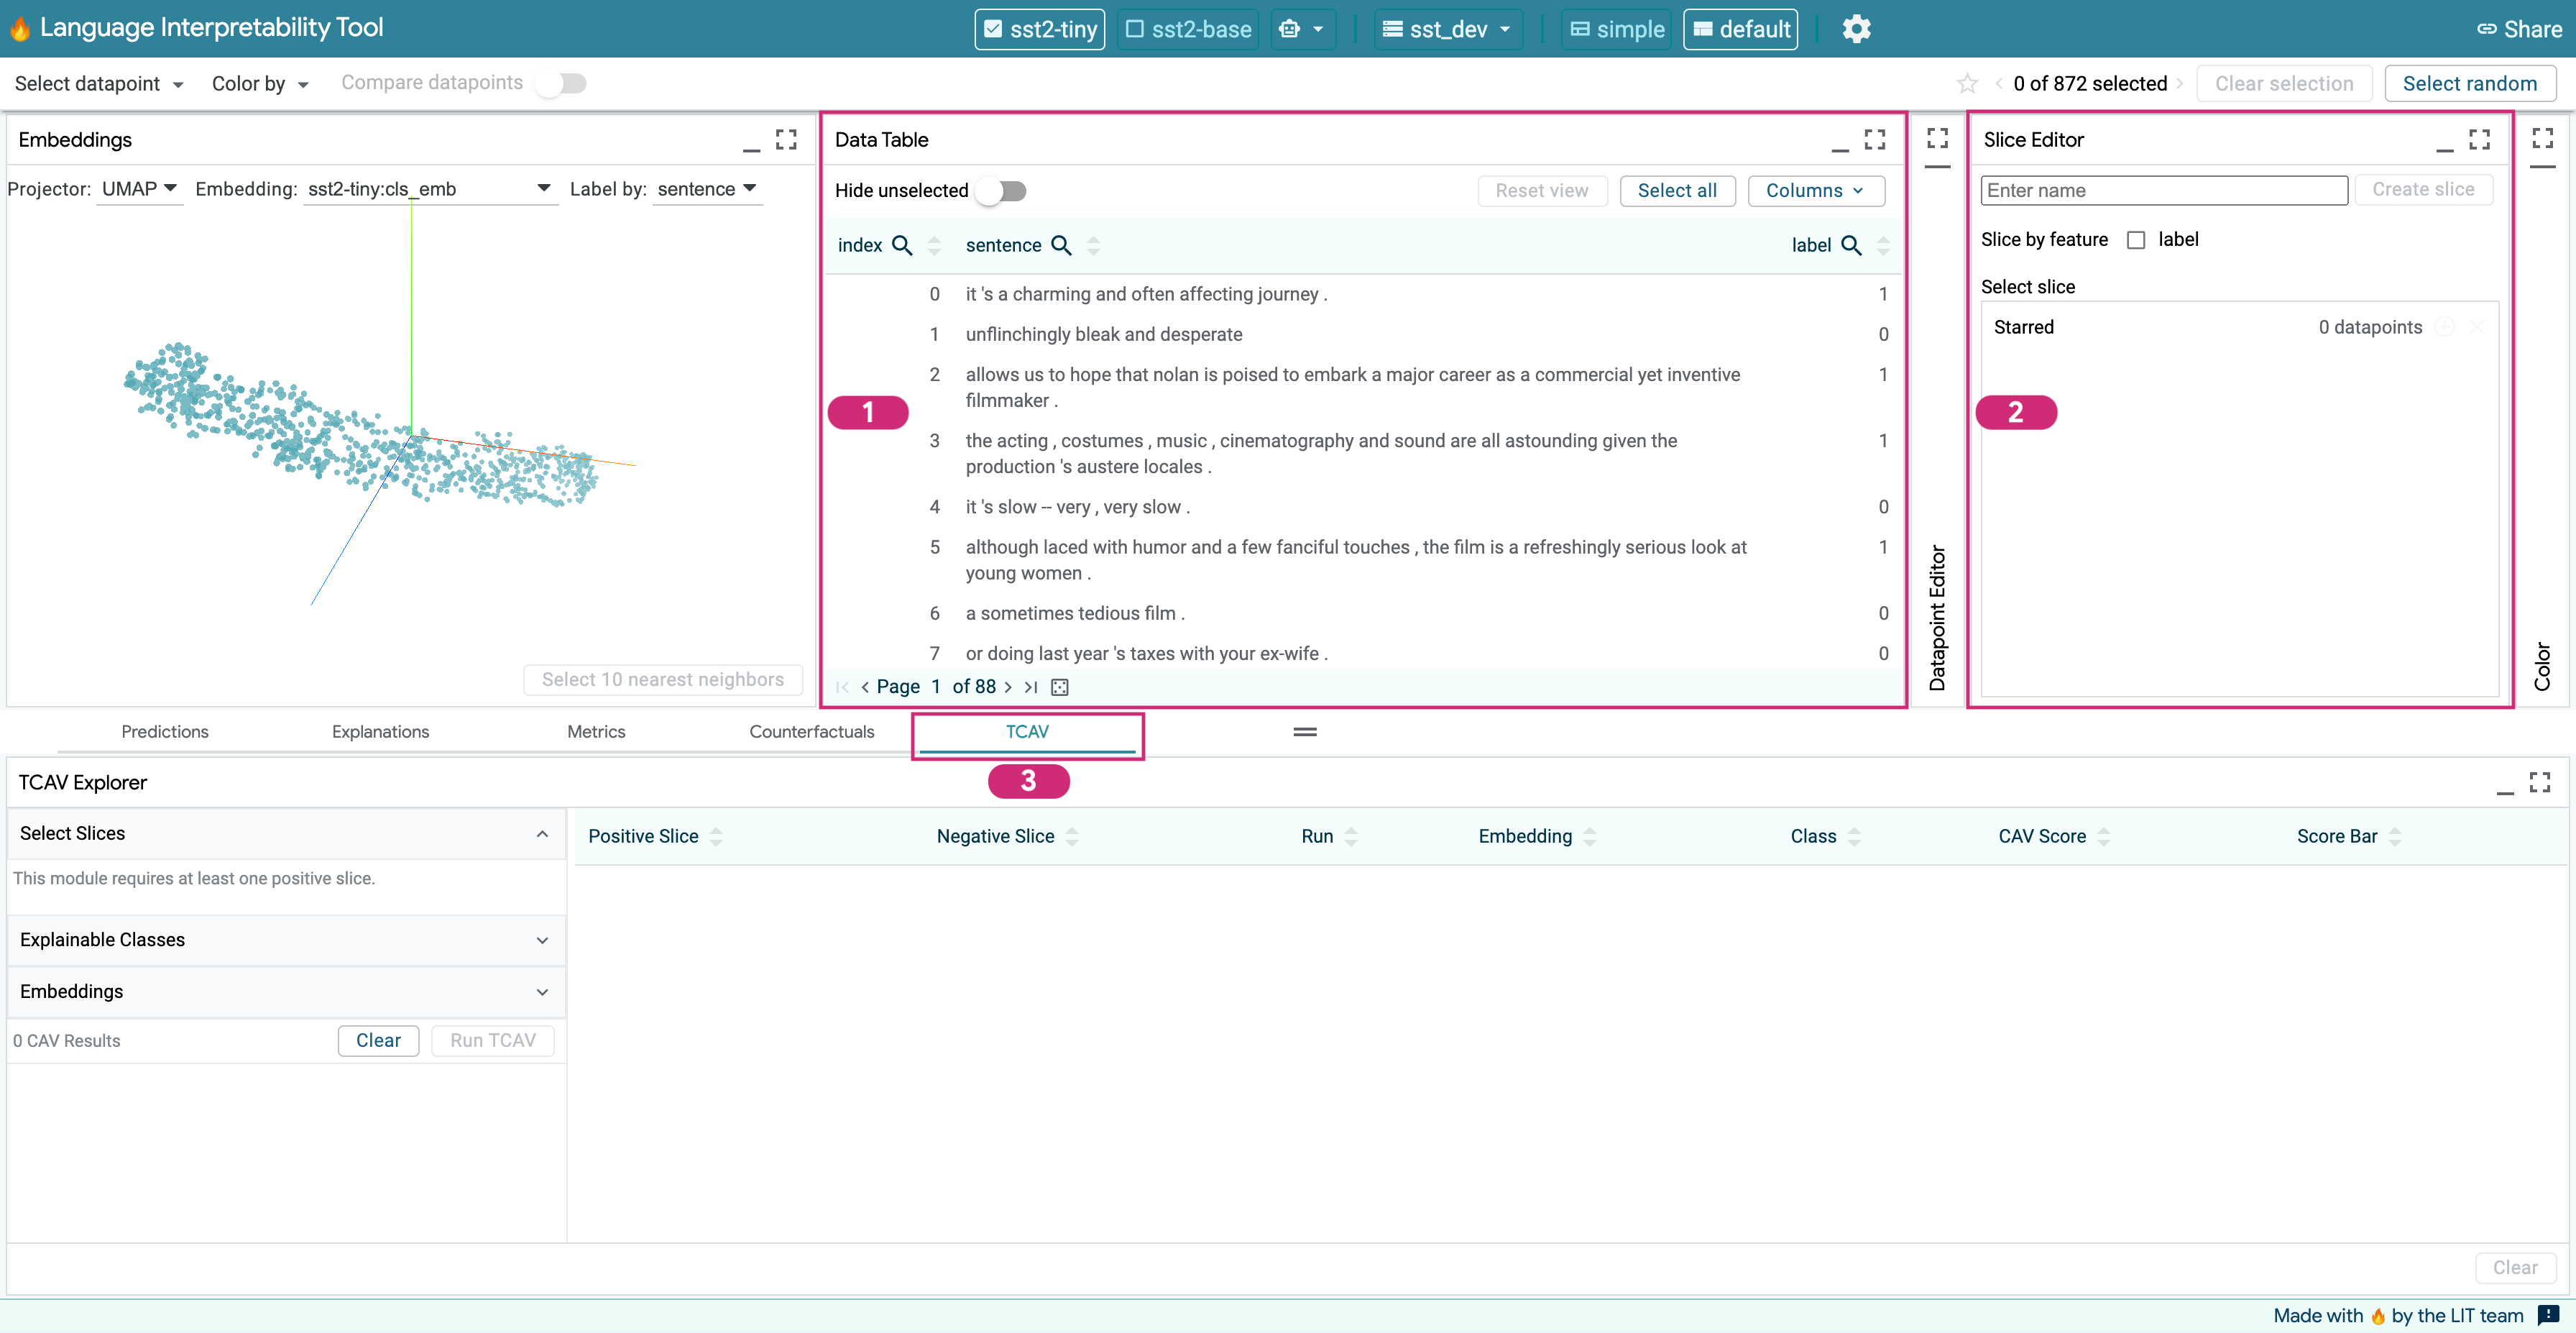 🔥 Language Interpretability Tool
sst2-tiny sst2-base sst_dev simple default
Share
Select datapoint Color by Compare datapoints
0 of 872 selected Clear selection Select random
Embeddings
Projector: UMAP Embedding: sst2-tiny:cls_emb Label by: sentence
Select 10 nearest neighbors
Data Table
Hide unselected Reset view Select all Columns
index sentence label
0 it 's a charming and often affecting journey . 1
1 unflinchingly bleak and desperate 0
2 allows us to hope that nolan is poised to embark a major career as a commercial yet inventive 1
filmmaker .
1
3 the acting , costumes , music , cinematography and sound are all astounding given the 1
production 's austere locales .
4 it 's slow -- very , very slow . 0
5 although laced with humor and a few fanciful touches , the film is a refreshingly serious look at 1
young women .
6 a sometimes tedious film . 0
7 or doing last year 's taxes with your ex-wife . 0
Page 1 of 88
Datapoint Editor
Slice Editor
Enter name Create slice
Slice by feature label
Select slice
Starred 0 datapoints
2
Color
Predictions Explanations Metrics Counterfactuals TCAV
3
TCAV Explorer
Select Slices
This module requires at least one positive slice.
Explainable Classes
Embeddings
0 CAV Results Clear Run TCAV
Positive Slice Negative Slice Run Embedding Class CAV Score Score Bar
Clear
Made with 🔥 by the LIT team